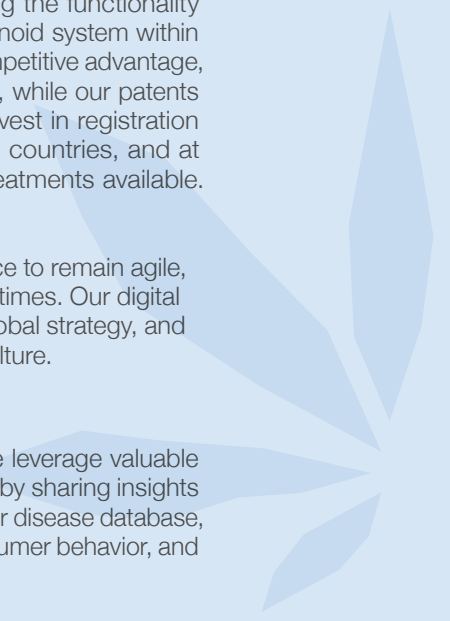 g the functionality
noid system within
petitive advantage,
, while our patents
vest in registration
countries, and at
eatments available.
ce to remain agile,
times. Our digital
obal strategy, and
lture.
e leverage valuable
by sharing insights
r disease database,
umer behavior, and